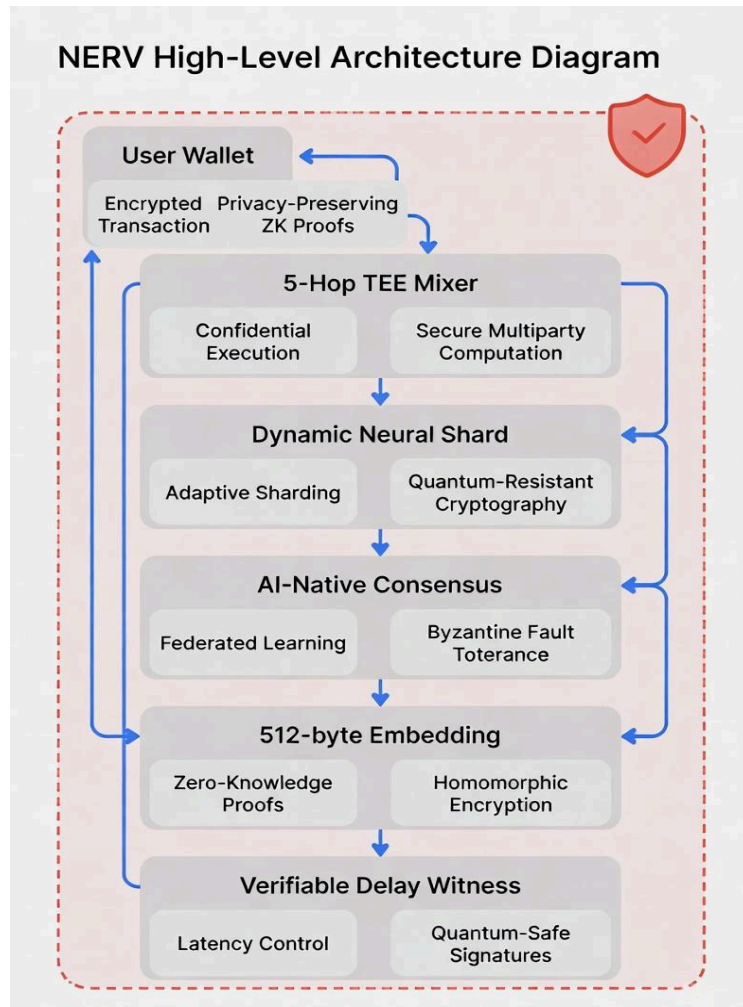 NERV High-Level Architecture Diagram
User Wallet
Encrypted
Transaction
Privacy-Preserving
ZK Proofs
5-Hop TEE Mixer
Confidential
Execution
Secure Multiparty
Computation
Dynamic Neural Shard
Adaptive Sharding
Quantum-Resistant
Cryptography
AI-Native Consensus
Federated Learning
Byzantine Fault
Toterance
512-byte Embedding
Zero-Knowledge
Proofs
Homomorphic
Encryption
Verifiable Delay Witness
Latency Control
Quantum-Safe
Signatures